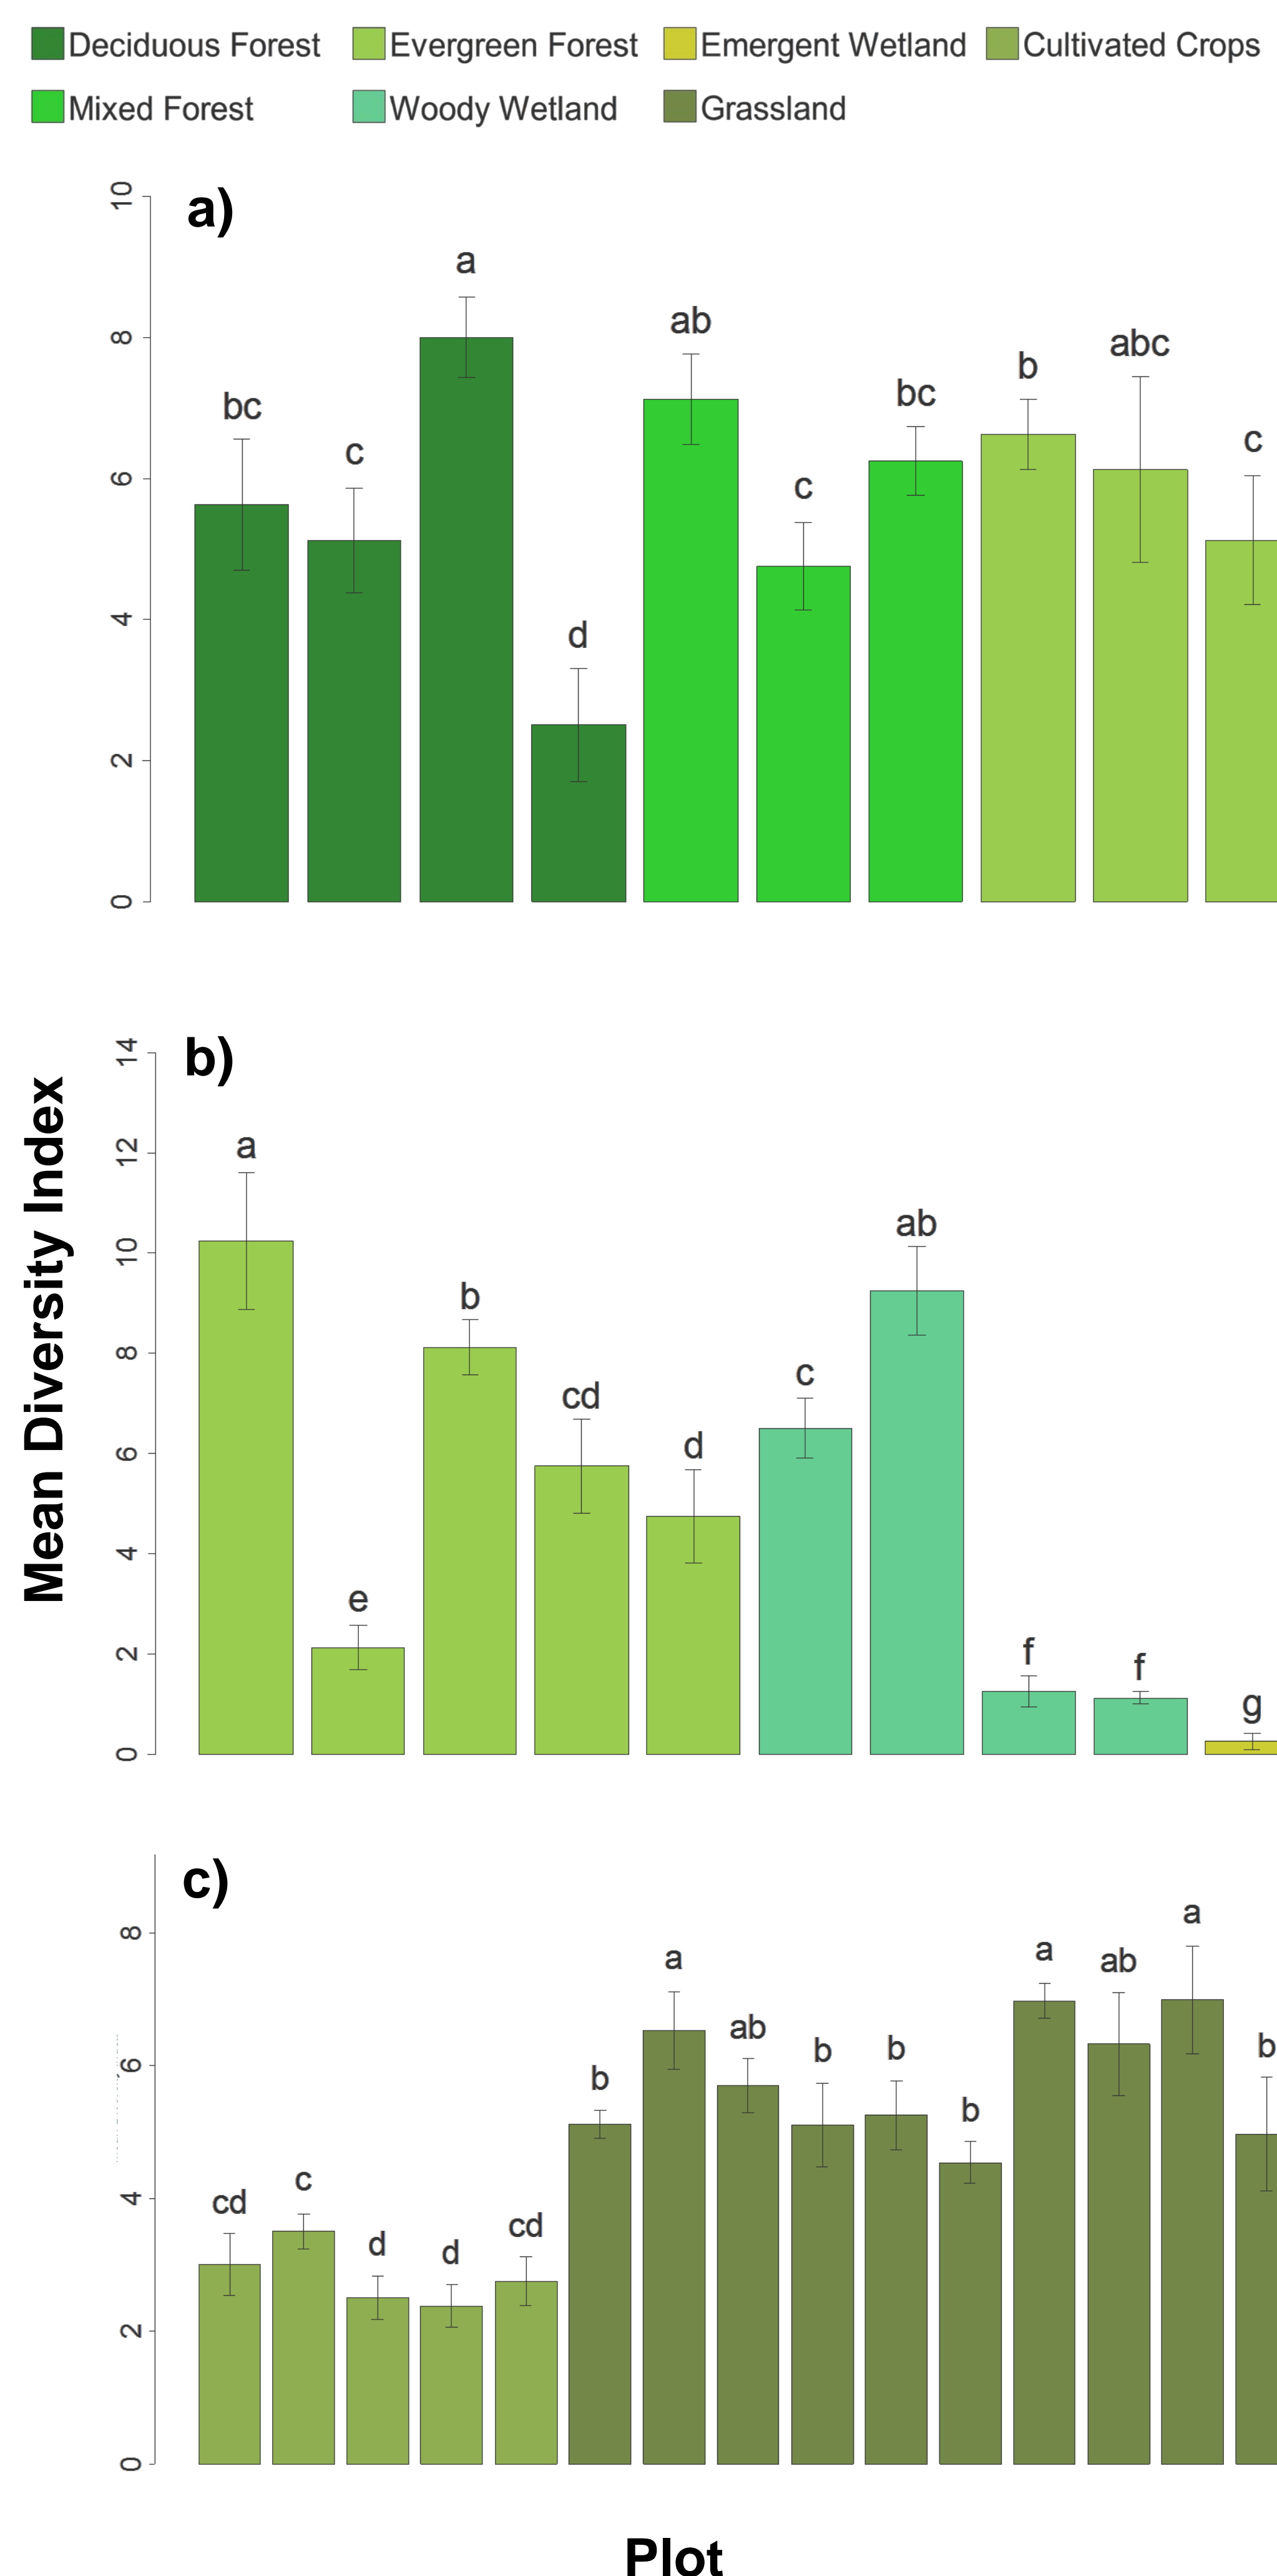 Deciduous Forest Evergreen Forest Emergent Wetland Cultivated Crops
Mixed Forest Woody Wetland Grassland
Mean Diversity Index
a)
10
8
6
4
2
0
bc c a d ab c bc b abc c
b)
14
12
10
8
6
4
2
0
a e b cd d c ab f f g
c)
8
6
4
2
0
cd c d d cd b a ab b b b a ab a b
Plot